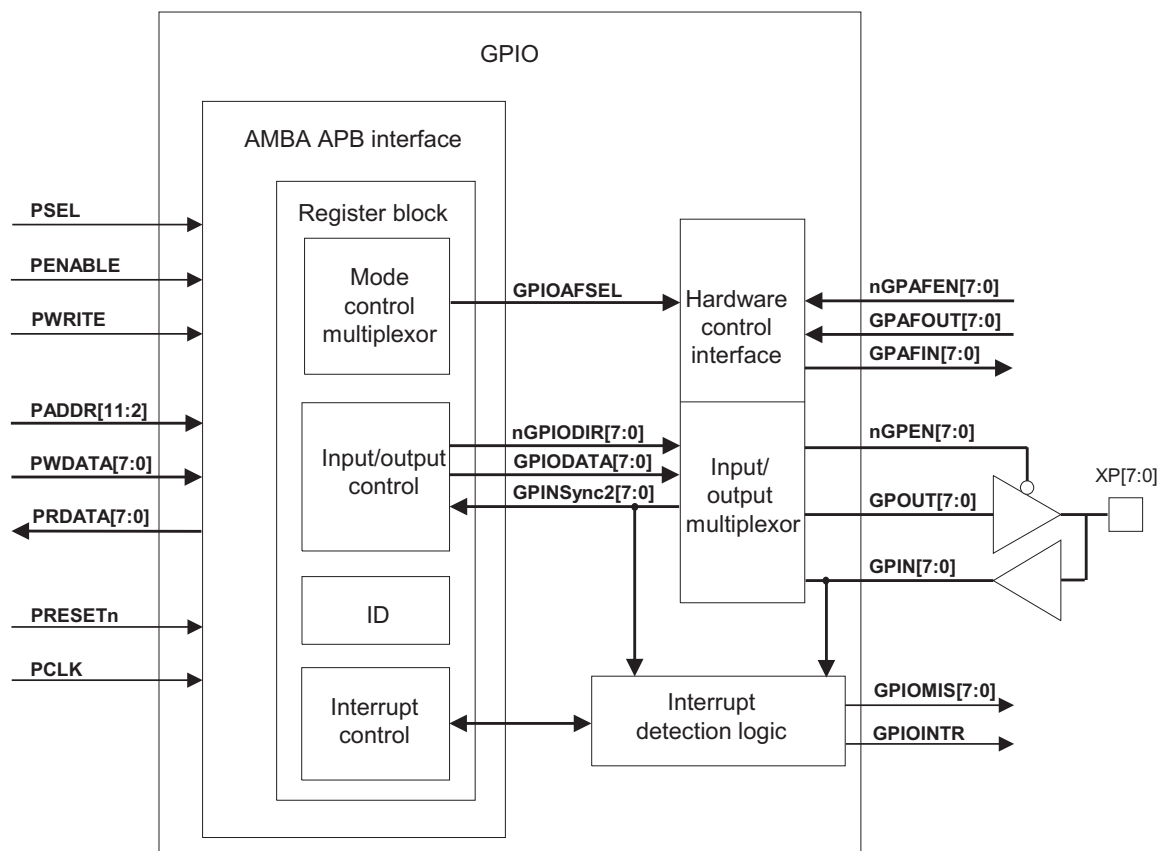 GPIO
AMBA APB interface
Register block
Mode
control
multiplexor
Input/output
control
ID
Interrupt
control
PSEL
PENABLE
PWRITE
PADDR[11:2]
PWDATA[7:0]
PRDATA[7:0]
PRESETn
PCLK
GPIOAFSEL
nGPIODIR[7:0]
GPIODATA[7:0]
GPINSync2[7:0]
Hardware
control
interface
Input/
output
multiplexor
Interrupt
detection logic
nGPAFEN[7:0]
GPAFOUT[7:0]
GPAFIN[7:0]
nGPEN[7:0]
GPOUT[7:0]
GPIN[7:0]
XP[7:0]
GPIOMIS[7:0]
GPIOINTR